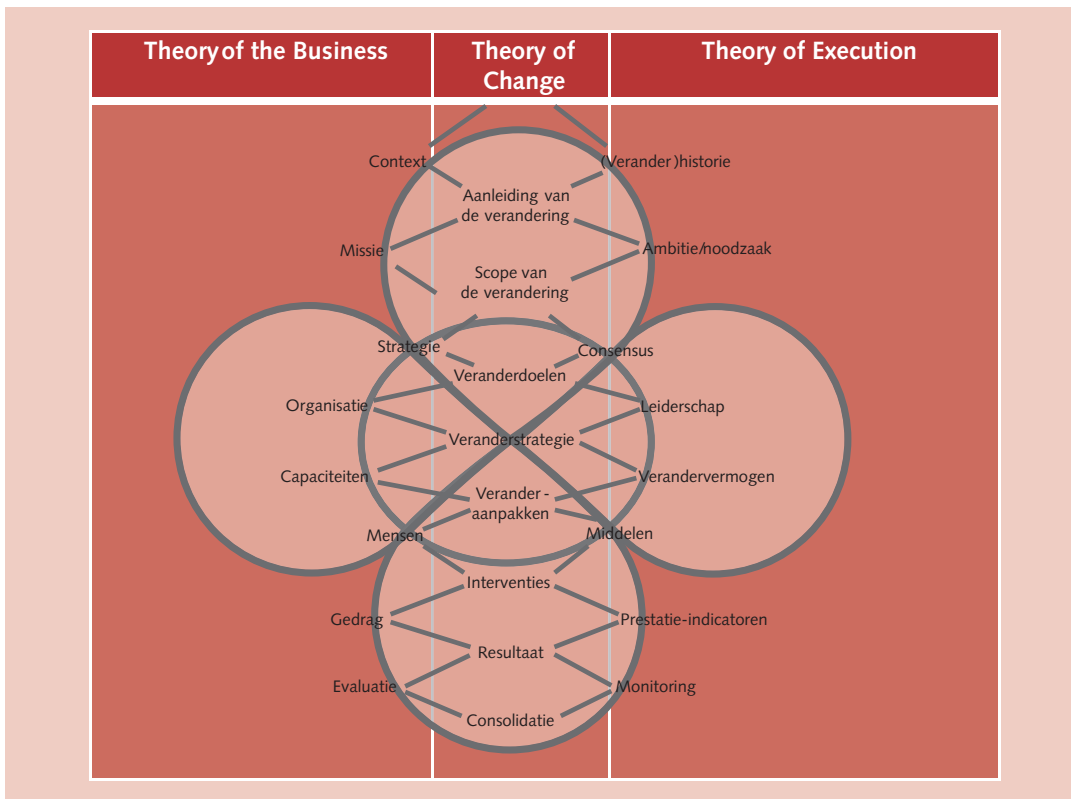 Theory of the Business
Theory of
Change
Theory of Execution
Context
(Verander)historie
Aanleiding van
de verandering
Missie
Ambitie/noodzaak
Scope van
de verandering
Strategie
Consensus
Veranderdoelen
Organisatie
Leiderschap
Veranderstrategie
Capaciteiten
Verandervermogen
Verander-
aanpakken
Mensen
Middelen
Interventies
Gedrag
Prestatie-indicatoren
Resultaat
Evaluatie
Monitoring
Consolidatie